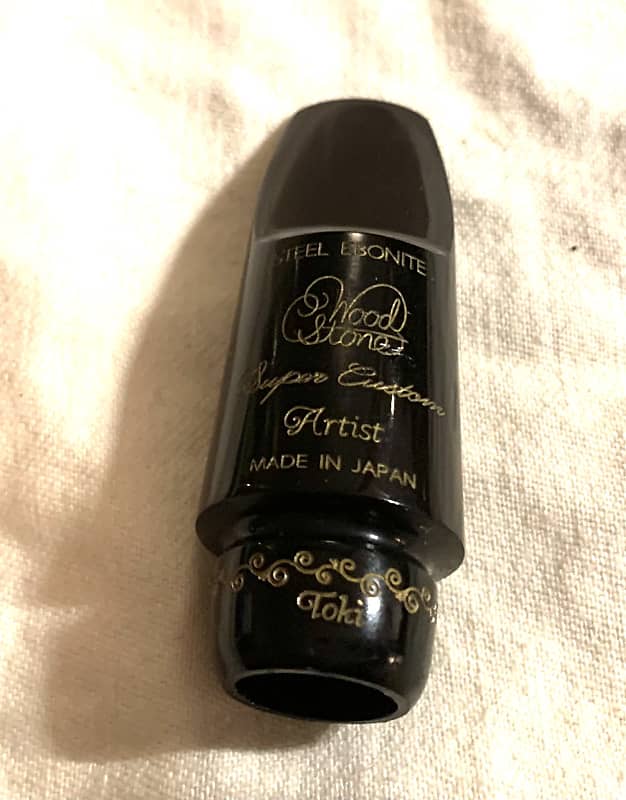 STEEL EBONITE
Wood
Stone
Super Custom
Artist
MADE IN JAPAN
Toki